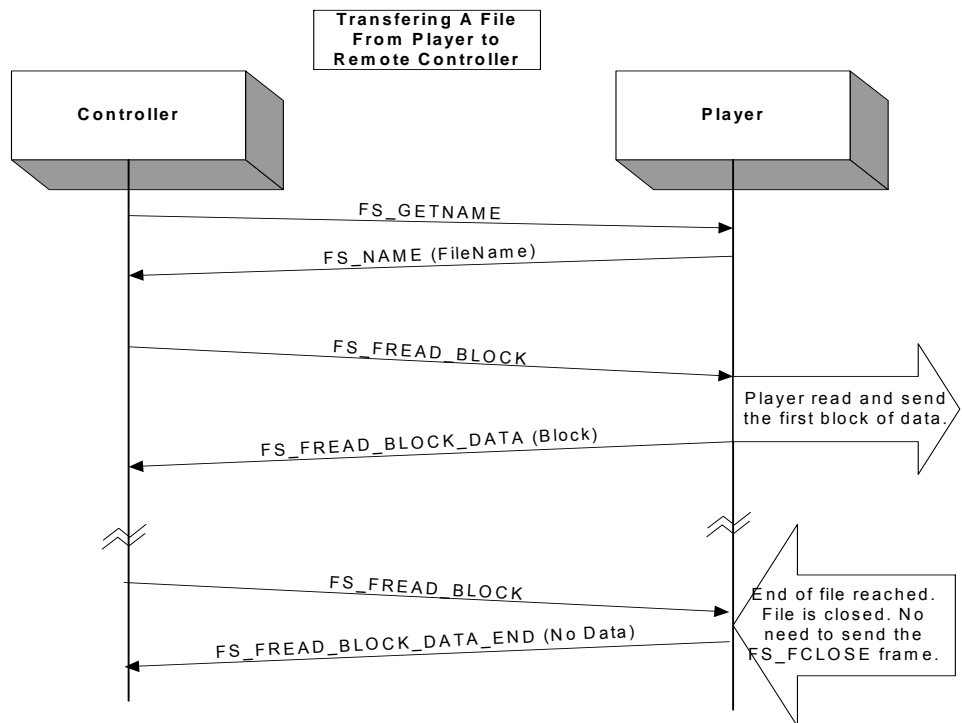 Transfering A File
From Player to
Remote Controller
Controller
Player
FS_GETNAME
FS_NAME (FileName)
FS_FREAD_BLOCK
Player read and send
the first block of data.
FS_FREAD_BLOCK_DATA (Block)
FS_FREAD_BLOCK
End of file reached.
File is closed. No
need to send the
FS_FCLOSE frame.
FS_FREAD_BLOCK_DATA_END (No Data)